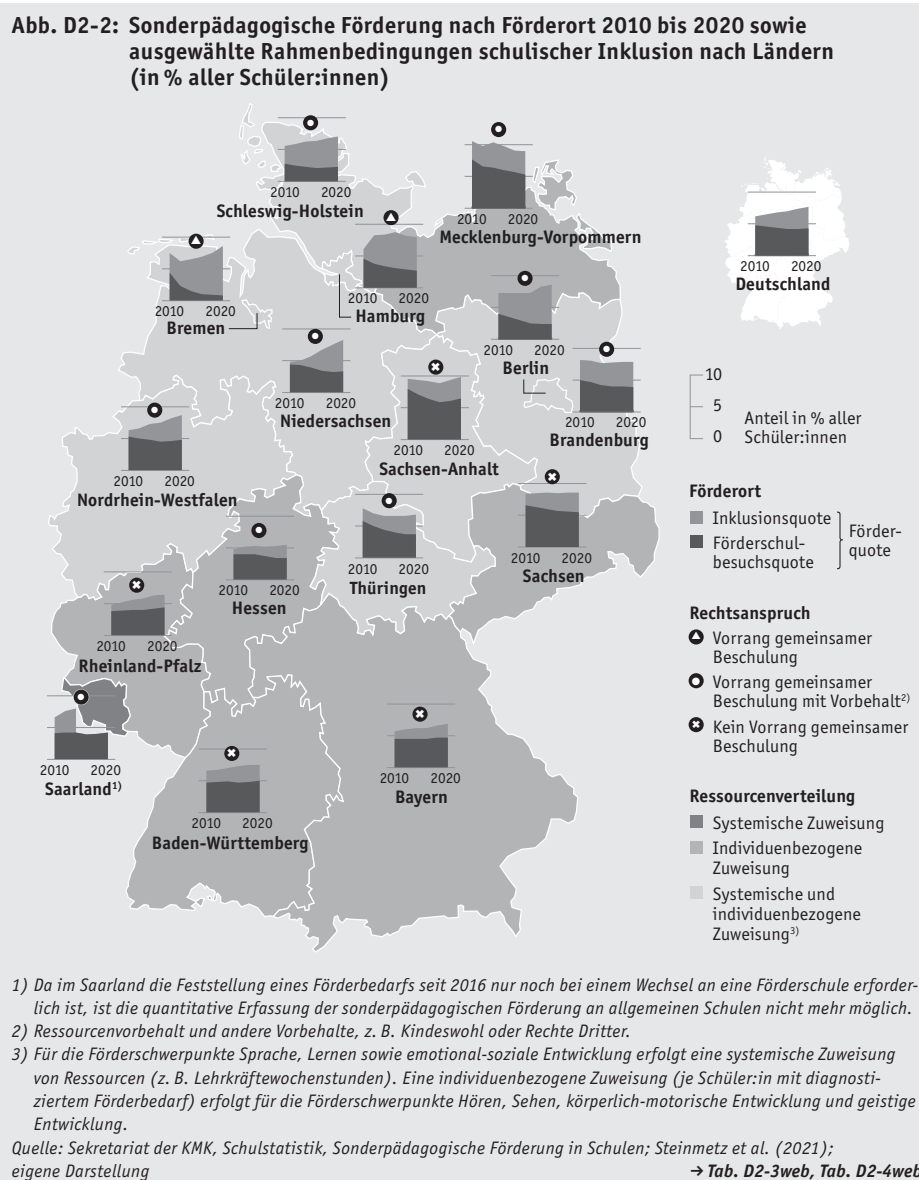 Abb. D2-2: Sonderpädagogische Förderung nach Förderort 2010 bis 2020 sowie
ausgewählte Rahmenbedingungen schulischer Inklusion nach Ländern
(in % aller Schüler:innen)
2010 2020
Schleswig-Holstein
2010 2020
Mecklenburg-Vorpommern
2010 2020
Deutschland
2010 2020
Bremen
2010 2020
Hamburg
2010 2020
Berlin
2010 2020
Niedersachsen
2010 2020
Brandenburg
2010 2020
Sachsen-Anhalt
2010 2020
Nordrhein-Westfalen
2010 2020
Sachsen
2010 2020
Thüringen
2010 2020
Hessen
2010 2020
Rheinland-Pfalz
2010 2020
Saarland1)
2010 2020
Bayern
2010 2020
Baden-Württemberg
10
5
0
Anteil in % aller
Schüler:innen
Förderort
Inklusionsquote
Förderschul-
besuchsquote
Förder-
quote
Rechtsanspruch
Vorrang gemeinsamer
Beschulung
Vorrang gemeinsamer
Beschulung mit Vorbehalt2)
Kein Vorrang gemeinsamer
Beschulung
Ressourcenverteilung
Systemische Zuweisung
Individuenbezogene
Zuweisung
Systemische und
individuenbezogene
Zuweisung3)
1) Da im Saarland die Feststellung eines Förderbedarfs seit 2016 nur noch bei einem Wechsel an eine Förderschule erforder-
lich ist, ist die quantitative Erfassung der sonderpädagogischen Förderung an allgemeinen Schulen nicht mehr möglich.
2) Ressourcenvorbehalt und andere Vorbehalte, z. B. Kindeswohl oder Rechte Dritter.
3) Für die Förderschwerpunkte Sprache, Lernen sowie emotional-soziale Entwicklung erfolgt eine systemische Zuweisung
von Ressourcen (z. B. Lehrkräftewochenstunden). Eine individuenbezogene Zuweisung (je Schüler:in mit diagnosti-
ziertem Förderbedarf) erfolgt für die Förderschwerpunkte Hören, Sehen, körperlich-motorische Entwicklung und geistige
Entwicklung.
Quelle: Sekretariat der KMK, Schulstatistik, Sonderpädagogische Förderung in Schulen; Steinmetz et al. (2021);
eigene Darstellung → Tab. D2-3web, Tab. D2-4web